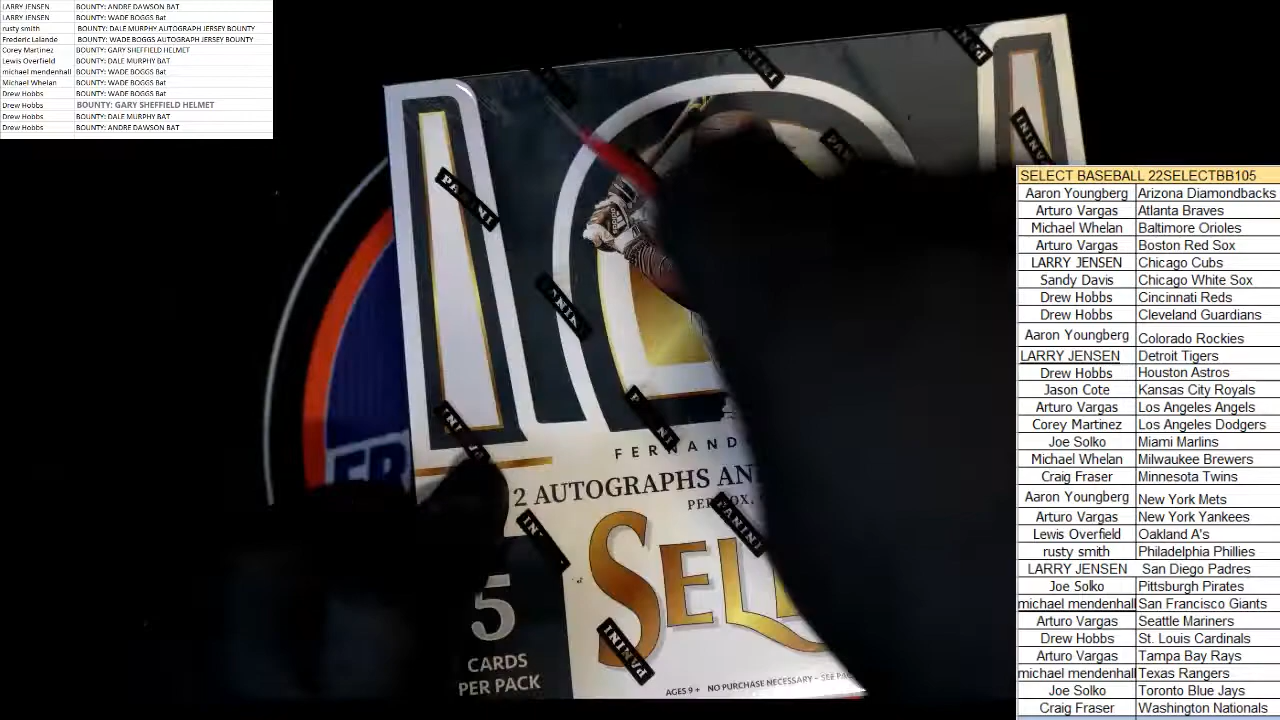 LARRY JENSEN BOUNTY: ANDRE DAWSON BAT
LARRY JENSEN BOUNTY: WADE BOGGS Bat
rusty smith BOUNTY: DALE MURPHY AUTOGRAPH JERSEY BOUNTY
Frederic Lalande BOUNTY: WADE BOGGS AUTOGRAPH JERSEY BOUNTY
Corey Martinez BOUNTY: GARY SHEFFIELD HELMET
Lewis Overfield BOUNTY: DALE MURPHY BAT
michael mendenhall BOUNTY: WADE BOGGS Bat
Michael Whelan BOUNTY: WADE BOGGS Bat
Drew Hobbs BOUNTY: WADE BOGGS Bat
Drew Hobbs BOUNTY: GARY SHEFFIELD HELMET
Drew Hobbs BOUNTY: DALE MURPHY BAT
Drew Hobbs BOUNTY: ANDRE DAWSON BAT
PANINI
PANINI
PANINI
2 AUTOGRAPHS
5
CARDS
PER PACK
PANINI
PANINI
AGES 9+ NO PURCHASE NECESSARY - SEE
SELECT BASEBALL 22SELECTBB105
Aaron Youngberg Arizona Diamondbacks
Arturo Vargas Atlanta Braves
Michael Whelan Baltimore Orioles
Arturo Vargas Boston Red Sox
LARRY JENSEN Chicago Cubs
Sandy Davis Chicago White Sox
Drew Hobbs Cincinnati Reds
Drew Hobbs Cleveland Guardians
Aaron Youngberg Colorado Rockies
LARRY JENSEN Detroit Tigers
Drew Hobbs Houston Astros
Jason Cote Kansas City Royals
Arturo Vargas Los Angeles Angels
Corey Martinez Los Angeles Dodgers
Joe Solko Miami Marlins
Michael Whelan Milwaukee Brewers
Craig Fraser Minnesota Twins
Aaron Youngberg New York Mets
Arturo Vargas New York Yankees
Lewis Overfield Oakland A's
rusty smith Philadelphia Phillies
LARRY JENSEN San Diego Padres
Joe Solko Pittsburgh Pirates
michael mendenhall San Francisco Giants
Arturo Vargas Seattle Mariners
Drew Hobbs St. Louis Cardinals
Arturo Vargas Tampa Bay Rays
michael mendenhall Texas Rangers
Joe Solko Toronto Blue Jays
Craig Fraser Washington Nationals